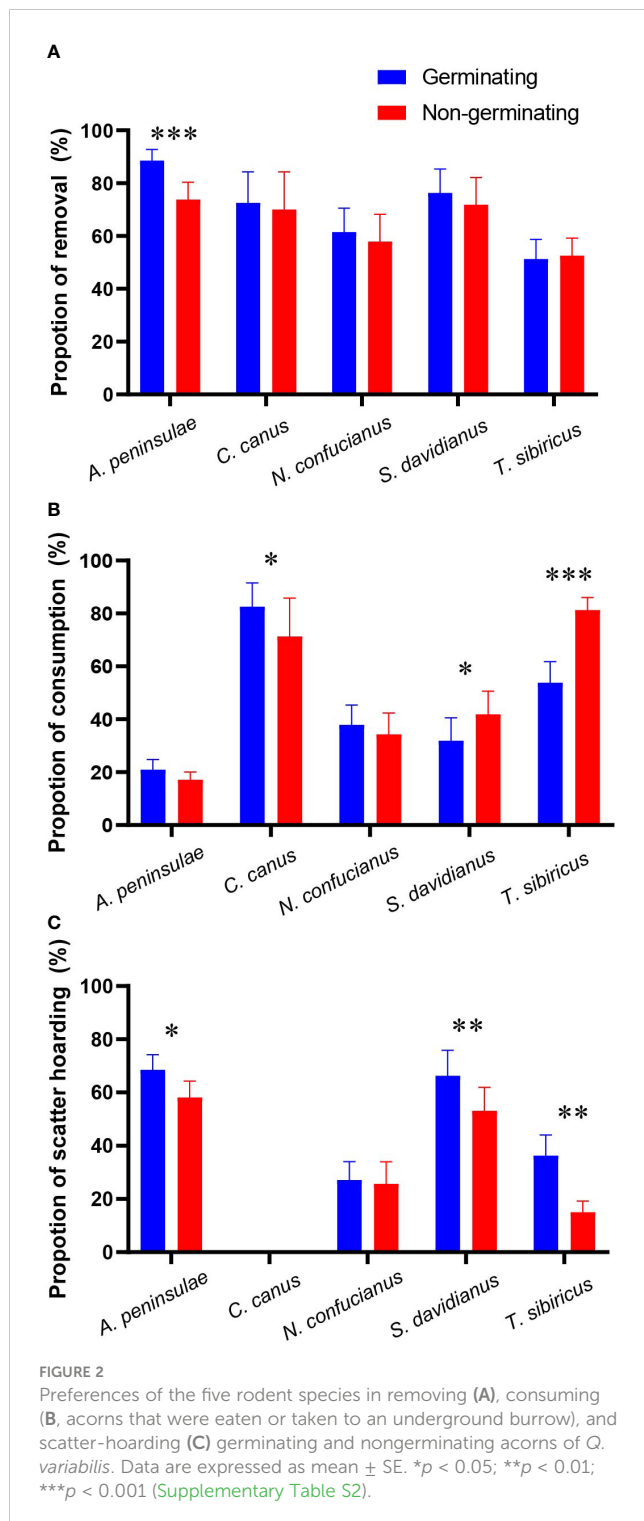 A
Germinating
Non-germinating
Propotion of removal (%)
100
80
60
40
20
0
***
A. peninsulae
C. canus
N. confucianus
S. davidianus
T. sibiricus
B
Propotion of consumption (%)
100
80
60
40
20
0
*
*
***
A. peninsulae
C. canus
N. confucianus
S. davidianus
T. sibiricus
C
Propotion of scatter hoarding (%)
100
80
60
40
20
0
*
**
**
A. peninsulae
C. canus
N. confucianus
S. davidianus
T. sibiricus
FIGURE 2
Preferences of the five rodent species in removing (A), consuming
(B, acorns that were eaten or taken to an underground burrow), and
scatter-hoarding (C) germinating and nongerminating acorns of Q.
variabilis. Data are expressed as mean ± SE. *p < 0.05; **p < 0.01;
***p < 0.001 (Supplementary Table S2).